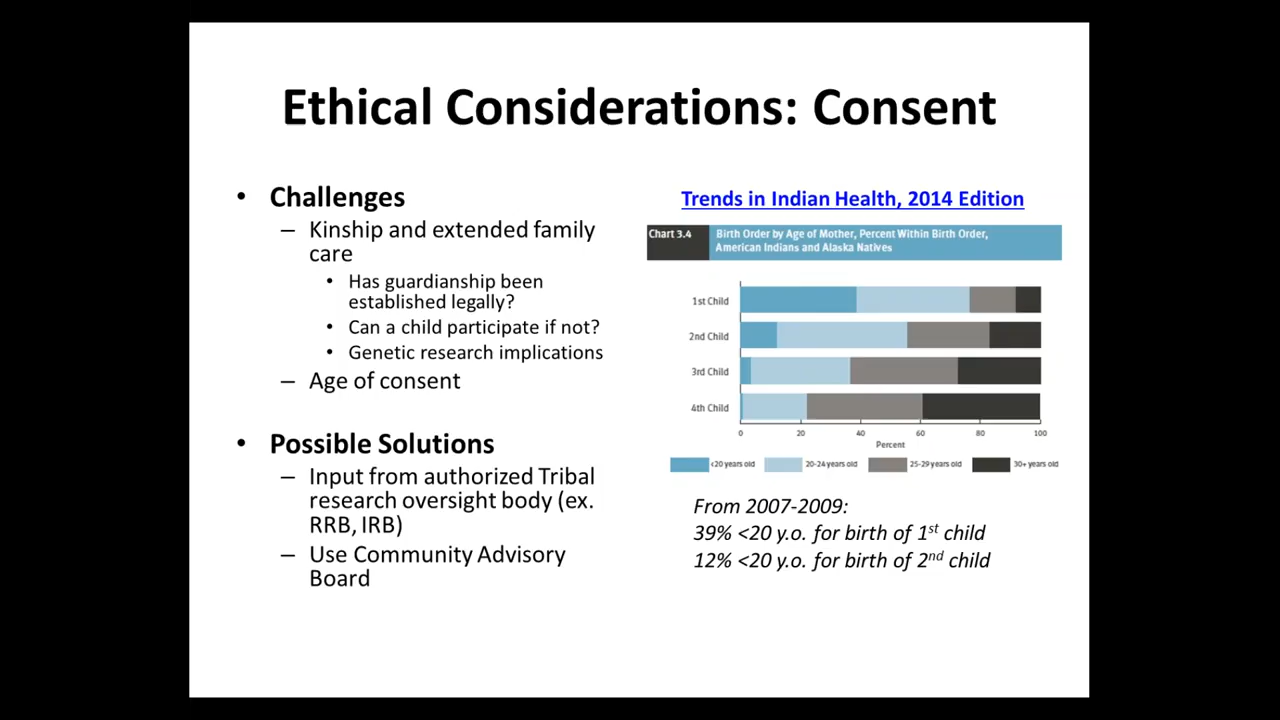 Ethical Considerations: Consent
• Challenges
– Kinship and extended family
care
• Has guardianship been
established legally?
• Can a child participate if not?
• Genetic research implications
– Age of consent
• Possible Solutions
– Input from authorized Tribal
research oversight body (ex.
RRB, IRB)
– Use Community Advisory
Board
Trends in Indian Health, 2014 Edition
Chart 3.4
Birth Order by Age of Mother, Percent Within Birth Order,
American Indians and Alaska Natives
1st Child
2nd Child
3rd Child
4th Child
0 20 40 60 80 100
Percent
<20 years old 20-24 years old 25-29 years old 30+ years old
From 2007-2009:
39% <20 y.o. for birth of 1st child
12% <20 y.o. for birth of 2nd child